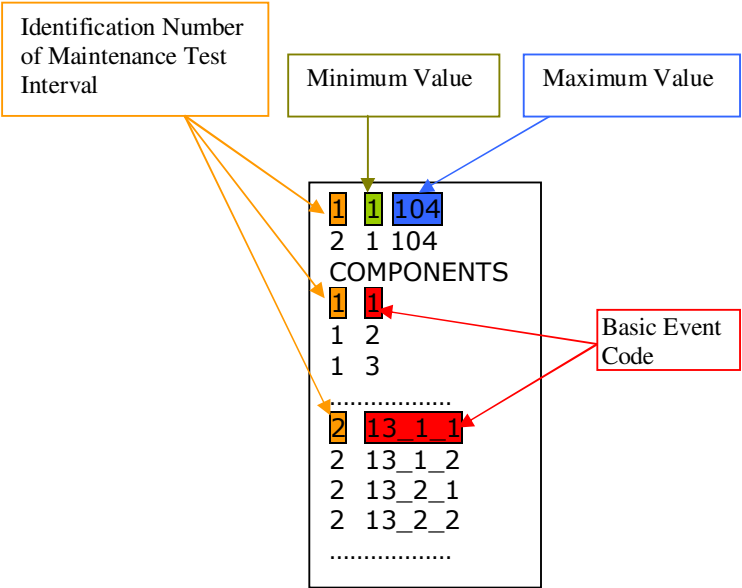 Identification Number
of Maintenance Test
Interval
Minimum Value
Maximum Value
1 1 104
2 1 104
COMPONENTS
1 1
1 2
1 3
..................
2 13_1_1
2 13_1_2
2 13_2_1
2 13_2_2
..................
Basic Event
Code